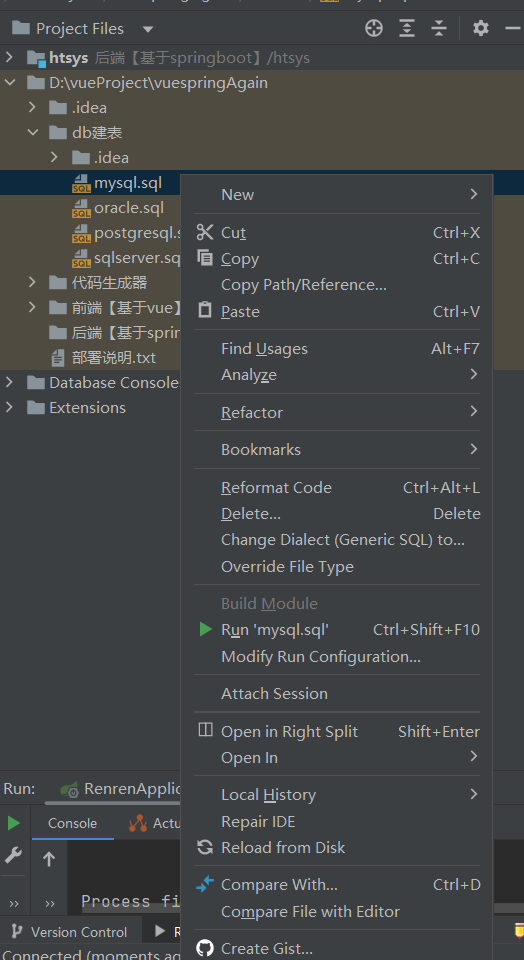 Project Files
htsys 后端【基于springboot】/htsys
D:\vueProject\vuespringAgain
.idea
db建表
.idea
mysql.sql
oracle.sql
postgresql.s
sqlserver.sq
代码生成器
前端【基于vue】
后端【基于sprin
部署说明.txt
Database Console
Extensions
New
Cut Ctrl+X
Copy Ctrl+C
Copy Path/Reference...
Paste Ctrl+V
Find Usages Alt+F7
Analyze
Refactor
Bookmarks
Reformat Code Ctrl+Alt+L
Delete... Delete
Change Dialect (Generic SQL) to...
Override File Type
Build Module
Run 'mysql.sql' Ctrl+Shift+F10
Modify Run Configuration...
Attach Session
Open in Right Split Shift+Enter
Open In
Local History
Repair IDE
Reload from Disk
Compare With... Ctrl+D
Compare File with Editor
Create Gist...
Run: RenrenApplic
Console Actu
Process fi
Version Control R
Connected (moments ag